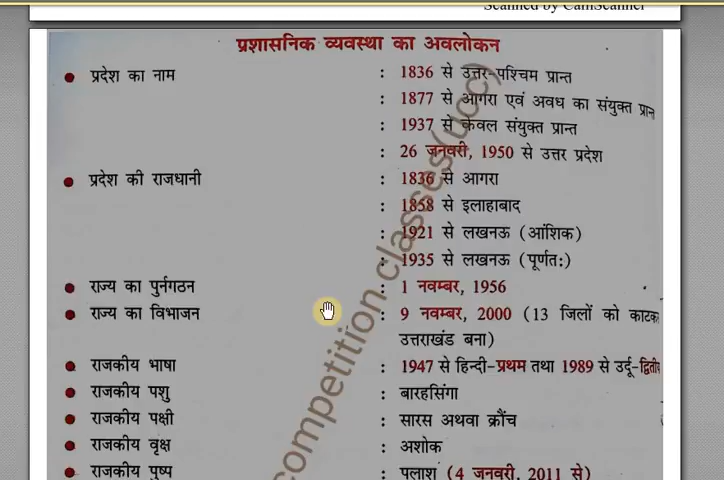 Scanned by CamScanner
प्रशासनिक व्यवस्था का अवलोकन
● प्रदेश का नाम : 1836 से उत्तर-पश्चिम प्रान्त
: 1877 से आगरा एवं अवध का संयुक्त प्रान
: 1937 से केवल संयुक्त प्रान्त
: 26 जनवरी, 1950 से उत्तर प्रदेश
● प्रदेश की राजधानी : 1836 से आगरा
: 1858 से इलाहाबाद
: 1921 से लखनऊ (आंशिक)
: 1935 से लखनऊ (पूर्णत:)
● राज्य का पुर्नगठन : 1 नवम्बर, 1956
● राज्य का विभाजन : 9 नवम्बर, 2000 (13 जिलों को काटक
उत्तराखंड बना)
● राजकीय भाषा : 1947 से हिन्दी-प्रथम तथा 1989 से उर्दू-द्विती
● राजकीय पशु : बारहसिंगा
● राजकीय पक्षी : सारस अथवा क्रौंच
● राजकीय वृक्ष : अशोक
● राजकीय पुष्प : पलाश (4 जनवरी, 2011 से)
competition classes(ucc)